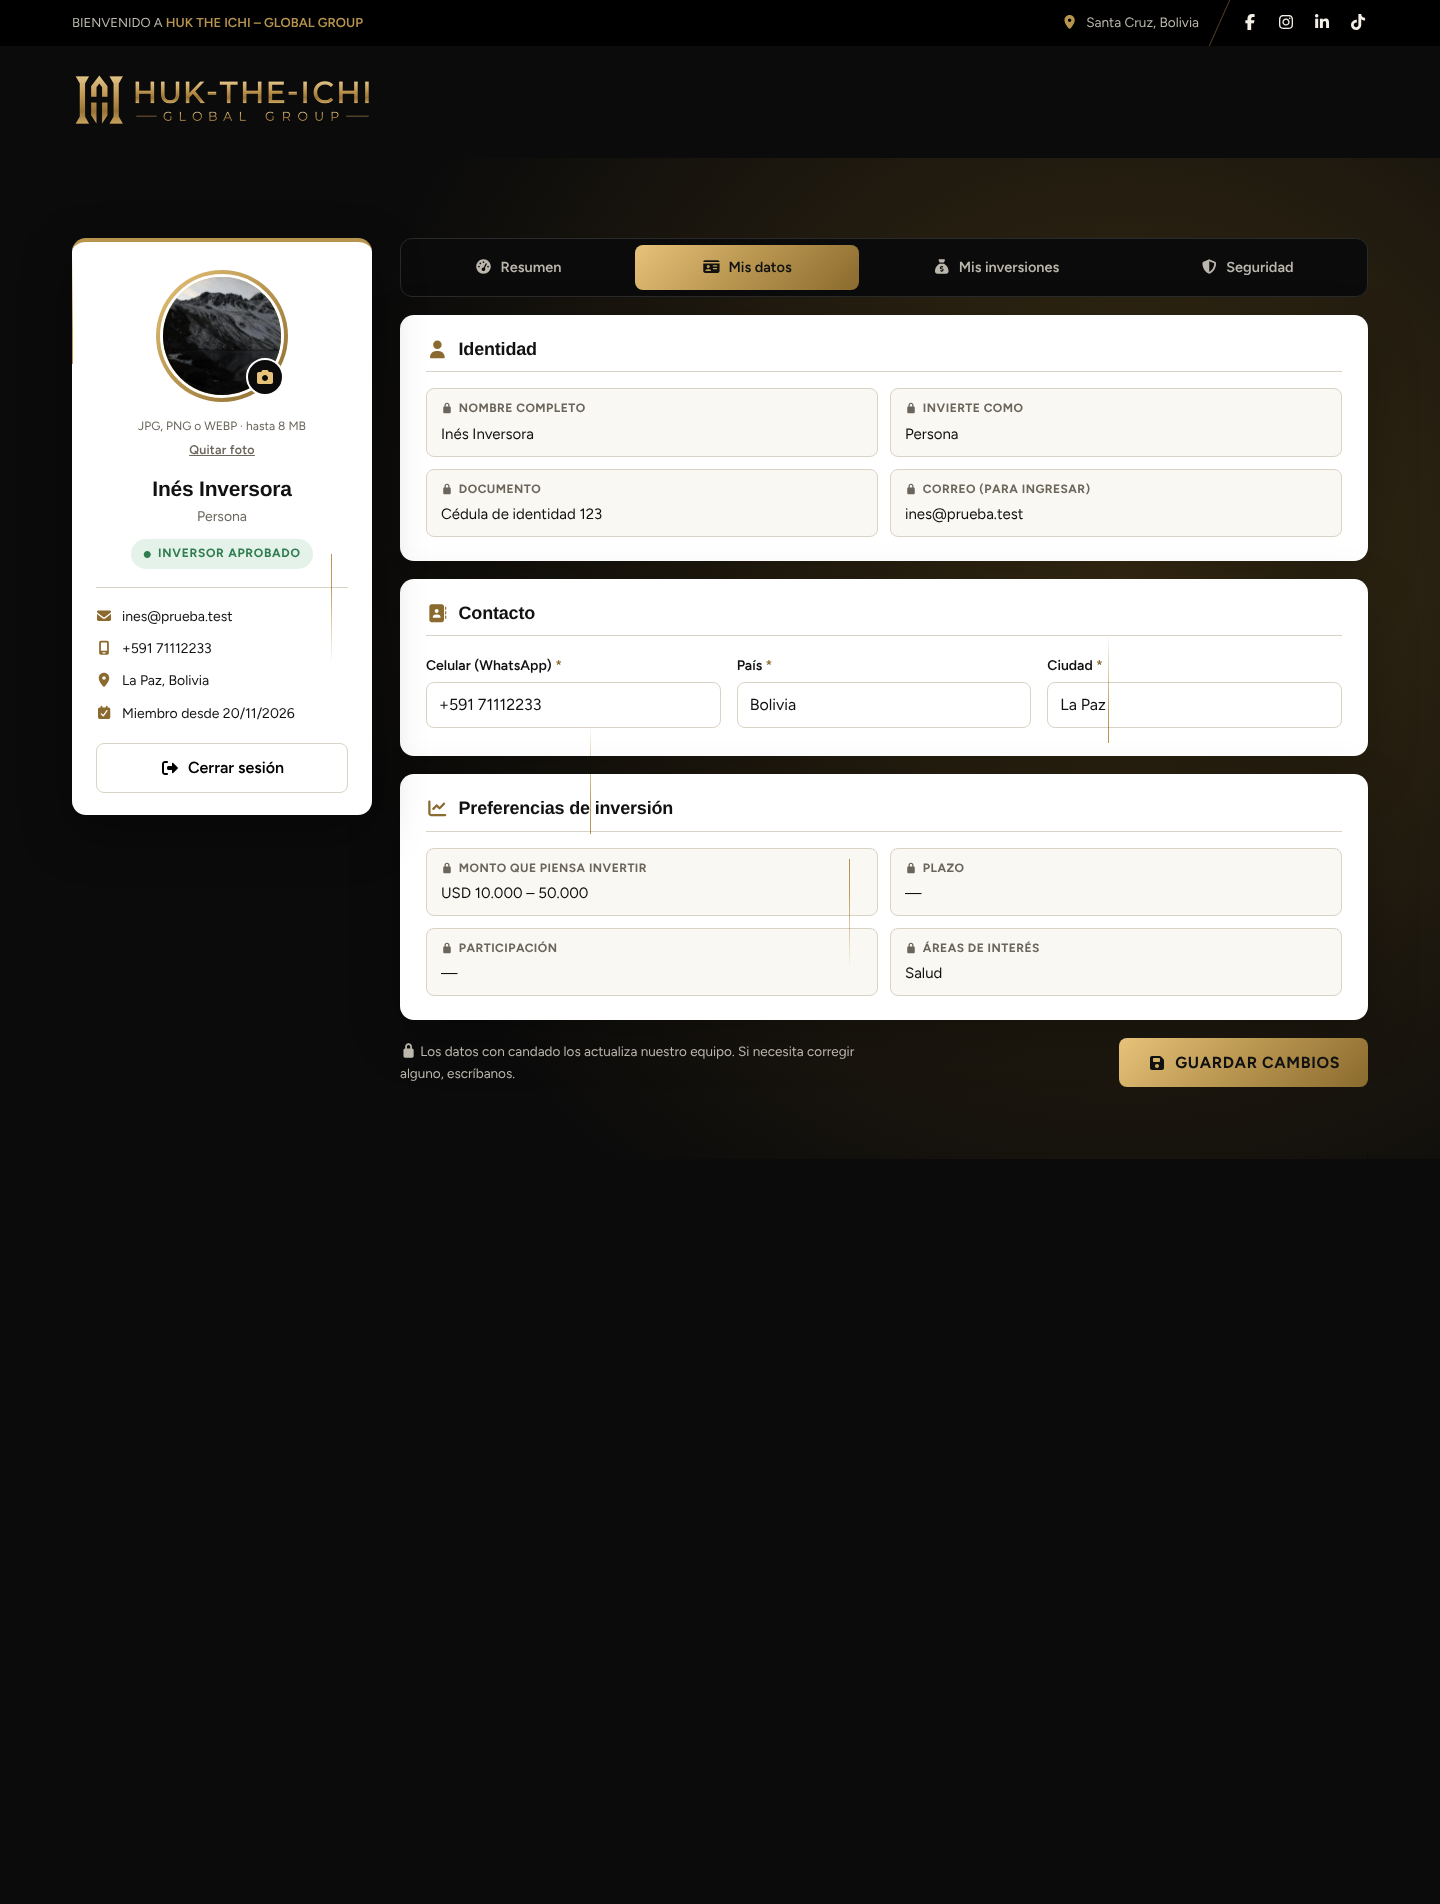 BIENVENIDO A HUK THE ICHI – GLOBAL GROUP
Santa Cruz, Bolivia
HUK-THE-ICHI
GLOBAL GROUP
Resumen
Mis datos
Mis inversiones
Seguridad
JPG, PNG o WEBP · hasta 8 MB
Quitar foto
Inés Inversora
Persona
INVERSOR APROBADO
ines@prueba.test
+591 71112233
La Paz, Bolivia
Miembro desde 20/11/2026
Cerrar sesión
Identidad
NOMBRE COMPLETO
Inés Inversora
INVIERTE COMO
Persona
DOCUMENTO
Cédula de identidad 123
CORREO (PARA INGRESAR)
ines@prueba.test
Contacto
Celular (WhatsApp) *
+591 71112233
País *
Bolivia
Ciudad *
La Paz
Preferencias de inversión
MONTO QUE PIENSA INVERTIR
USD 10.000 – 50.000
PLAZO
—
PARTICIPACIÓN
—
ÁREAS DE INTERÉS
Salud
Los datos con candado los actualiza nuestro equipo. Si necesita corregir
alguno, escríbanos.
GUARDAR CAMBIOS